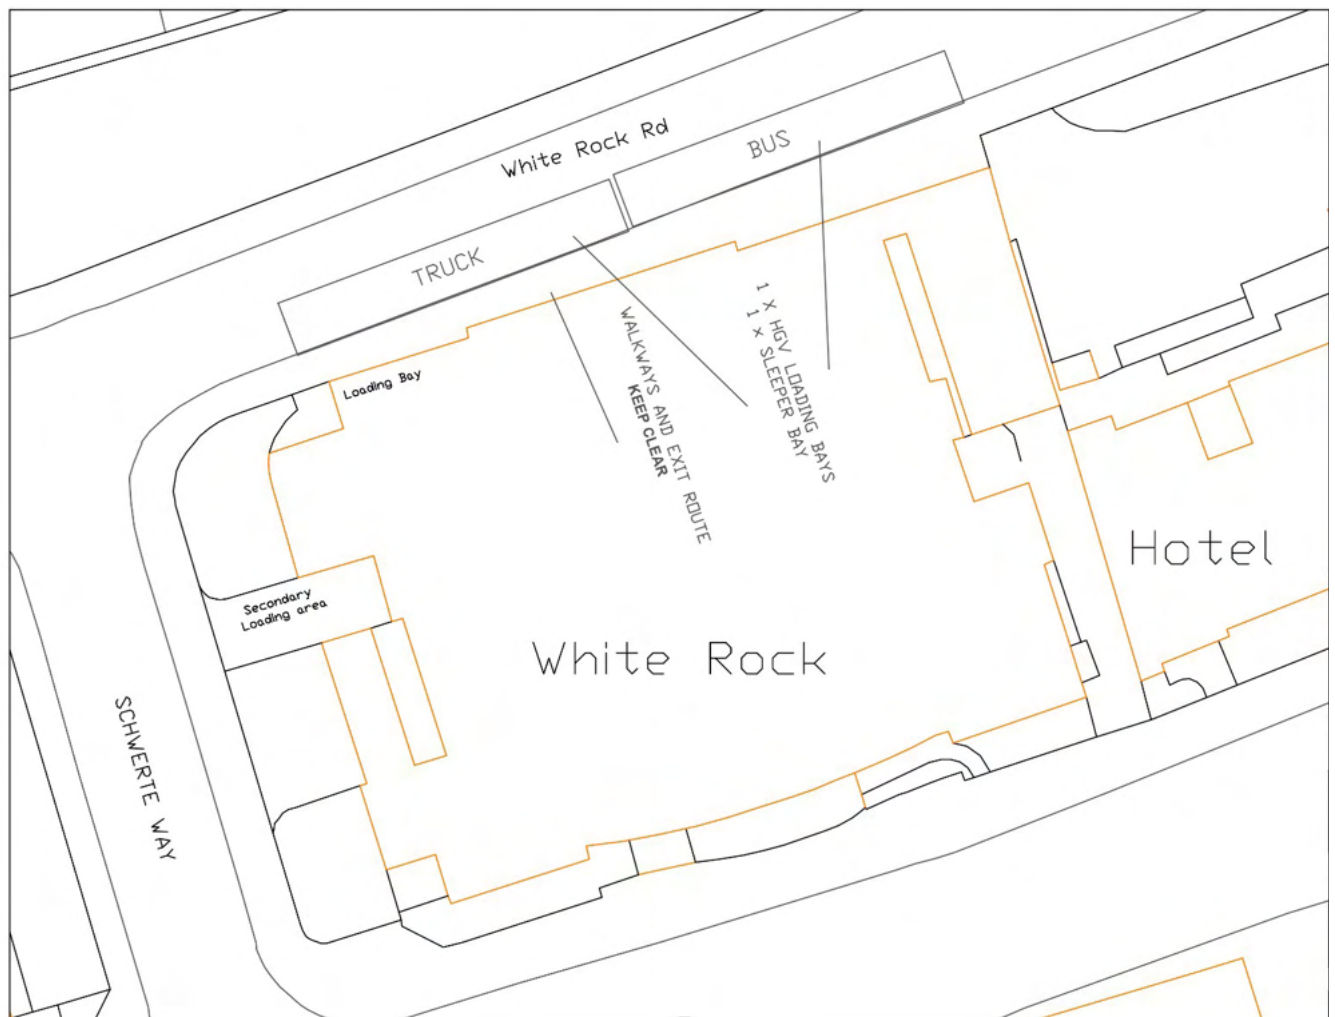 White Rock Rd
BUS
TRUCK
Loading Bay
WALKWAYS AND EXIT ROUTE
KEEP CLEAR
1 X HGV LOADING BAYS
1 x SLEEPER BAY
Hotel
Secondary
Loading area
White Rock
SCHWERTE WAY